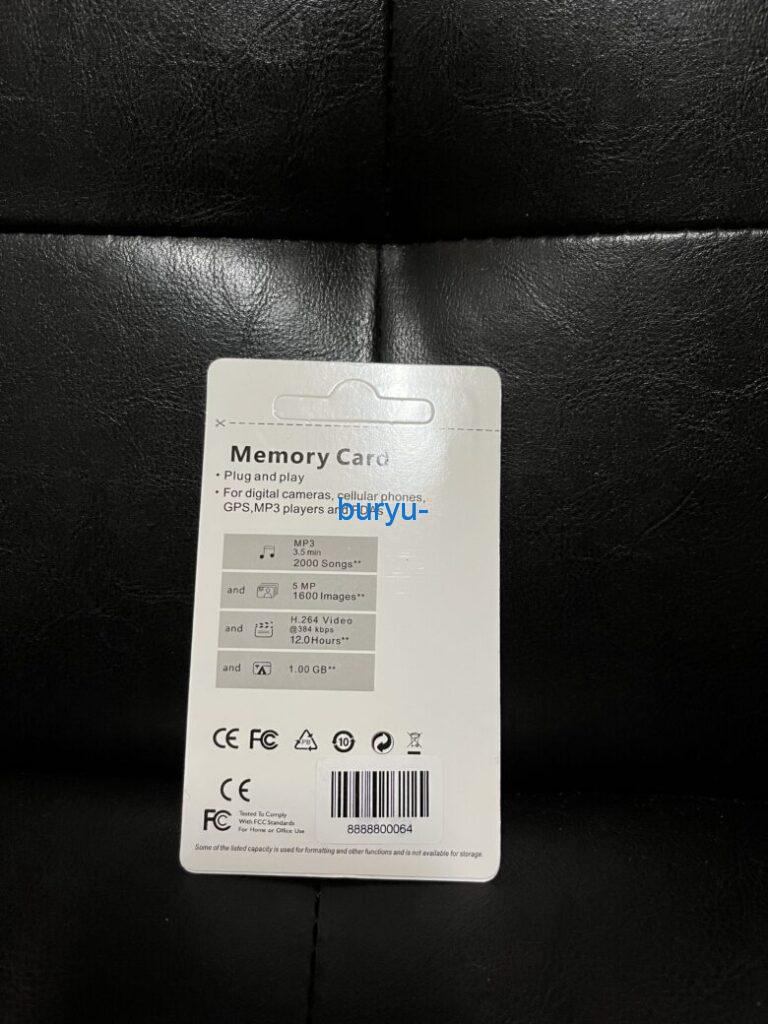 Memory Card
• Plug and play
• For digital cameras, cellular phones,
GPS,MP3 players and PDAs
buryu-
MP3
3.5 min
2000 Songs**
and 5 MP
1600 Images**
and H.264 Video
@384 kbps
12.0Hours**
and 1.00 GB**
CE FC PB 10
CE
FC Tested To Comply
With FCC Standards
For Home or Office Use
8888800064
Some of the listed capacity is used for formatting and other functions and is not available for storage.